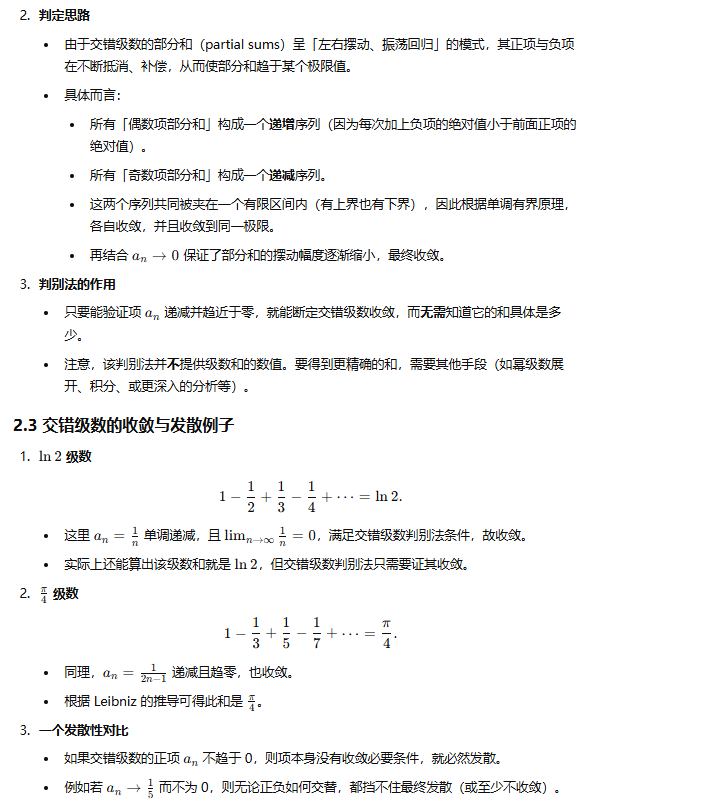 2. 判定思路
• 由于交错级数的部分和（partial sums）呈「左右摆动、振荡回归」的模式，其正项与负项
在不断抵消、补偿，从而使部分和趋于某个极限值。
• 具体而言：
• 所有「偶数项部分和」构成一个递增序列（因为每次加上负项的绝对值小于前面正项的
绝对值）。
• 所有「奇数项部分和」构成一个递减序列。
• 这两个序列共同被夹在一个有限区间内（有上界也有下界），因此根据单调有界原理，
各自收敛，并且收敛到同一极限。
• 再结合 aₙ → 0 保证了部分和的摆动幅度逐渐缩小，最终收敛。
3. 判别法的作用
• 只要能验证项 aₙ 递减并趋近于零，就能断定交错级数收敛，而无需知道它的和具体是多
少。
• 注意，该判别法并不提供级数和的数值。要得到更精确的和，需要其他手段（如幂级数展
开、积分、或更深入的分析等）。
2.3 交错级数的收敛与发散例子
1. ln 2 级数
1 − 1/2 + 1/3 − 1/4 + ⋯ = ln 2.
• 这里 aₙ = 1/n 单调递减，且 limₙ→∞ 1/n = 0，满足交错级数判别法条件，故收敛。
• 实际上还能算出该级数和就是 ln 2，但交错级数判别法只需要证其收敛。
2. π/4 级数
1 − 1/3 + 1/5 − 1/7 + ⋯ = π/4.
• 同理，aₙ = 1/(2n−1) 递减且趋零，也收敛。
• 根据 Leibniz 的推导可得此和是 π/4。
3. 一个发散性对比
• 如果交错级数的正项 aₙ 不趋于 0，则项本身没有收敛必要条件，就必然发散。
• 例如若 aₙ → 1/5 而不为 0，则无论正负如何交替，都挡不住最终发散（或至少不收敛）。